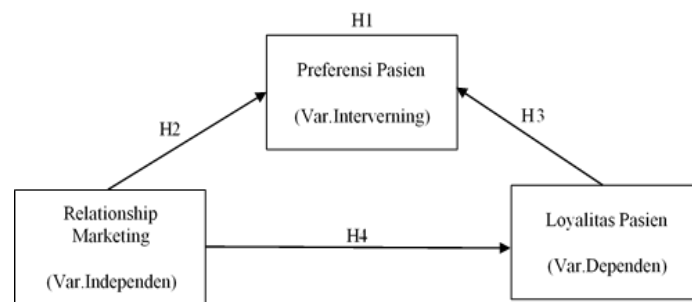 H1
Preferensi Pasien
(Var.Interverning)
H2
H3
Relationship
Marketing
(Var.Independen)
H4
Loyalitas Pasien
(Var.Dependen)